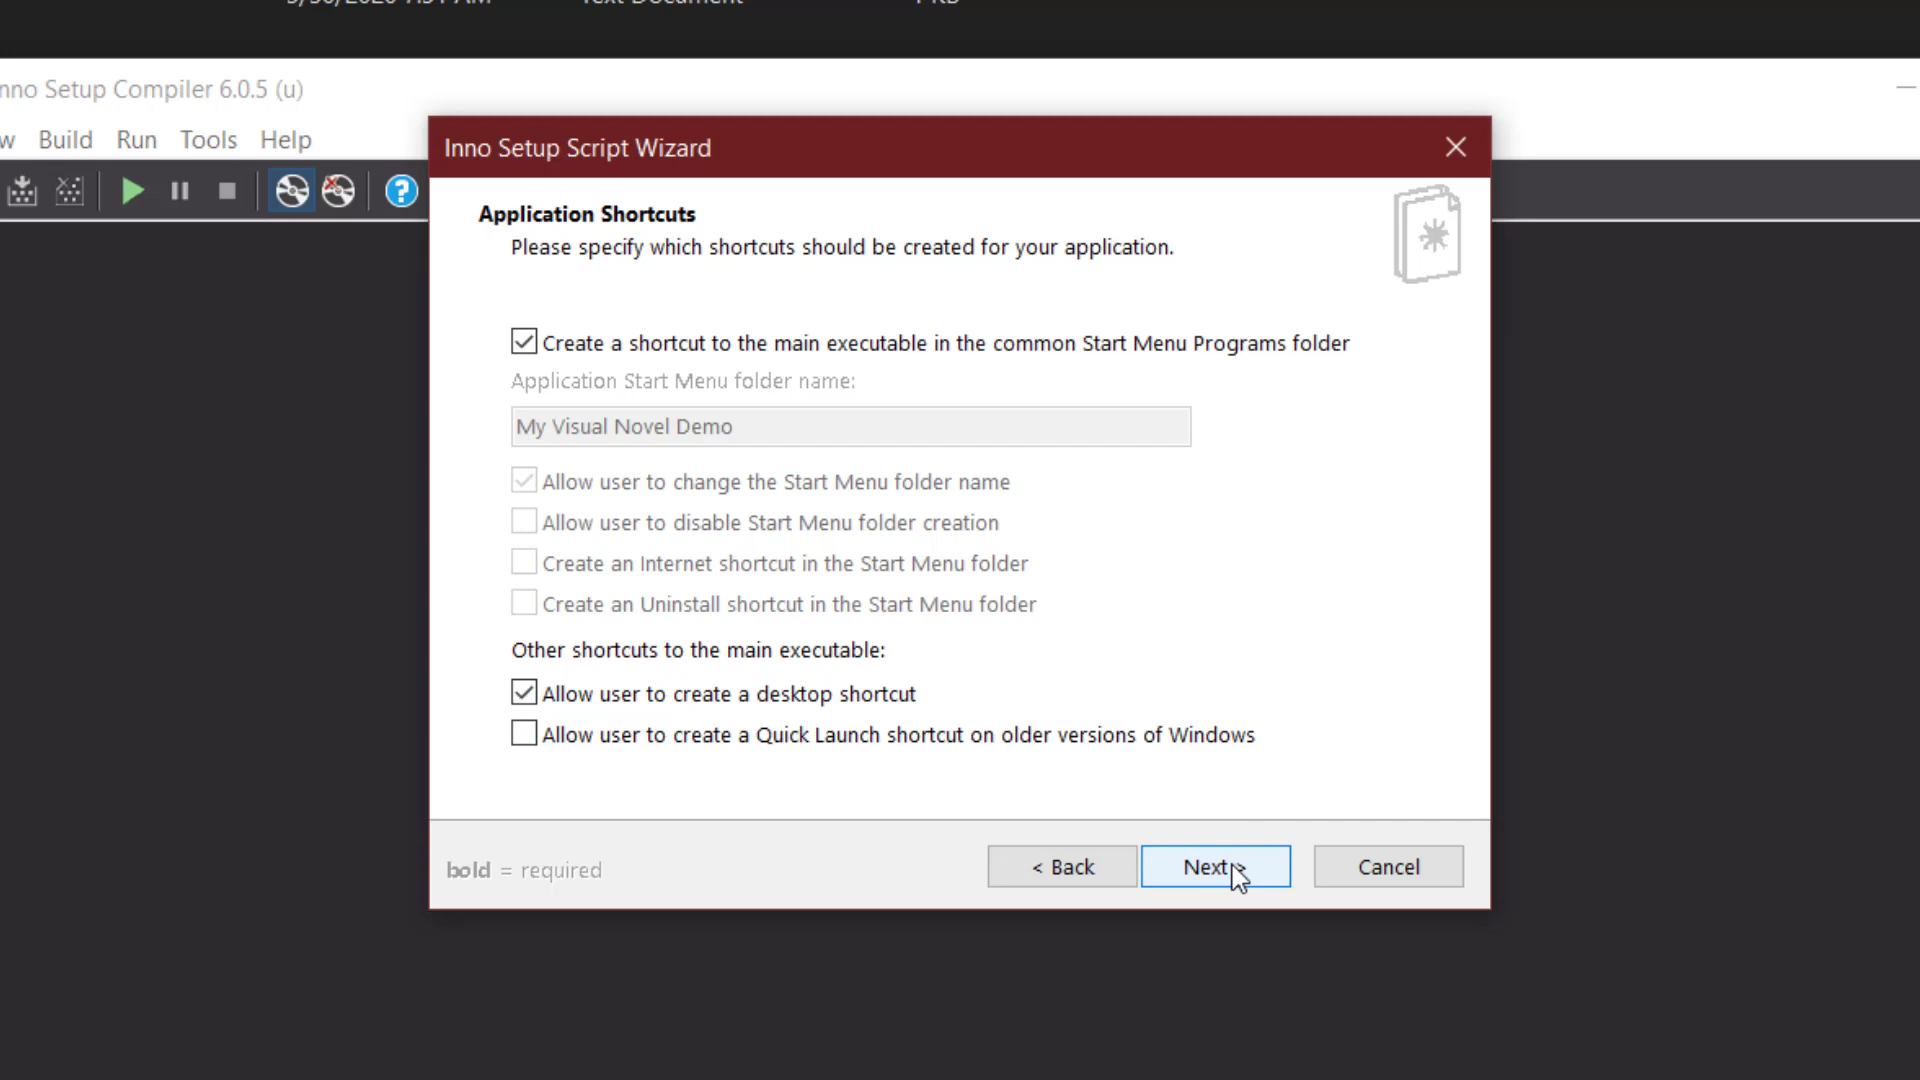 Text Document
nno Setup Compiler 6.0.5 (u)
w Build Run Tools Help
Inno Setup Script Wizard
Application Shortcuts
Please specify which shortcuts should be created for your application.
Create a shortcut to the main executable in the common Start Menu Programs folder
Application Start Menu folder name:
My Visual Novel Demo
Allow user to change the Start Menu folder name
Allow user to disable Start Menu folder creation
Create an Internet shortcut in the Start Menu folder
Create an Uninstall shortcut in the Start Menu folder
Other shortcuts to the main executable:
Allow user to create a desktop shortcut
Allow user to create a Quick Launch shortcut on older versions of Windows
bold = required
< Back
Next >
Cancel